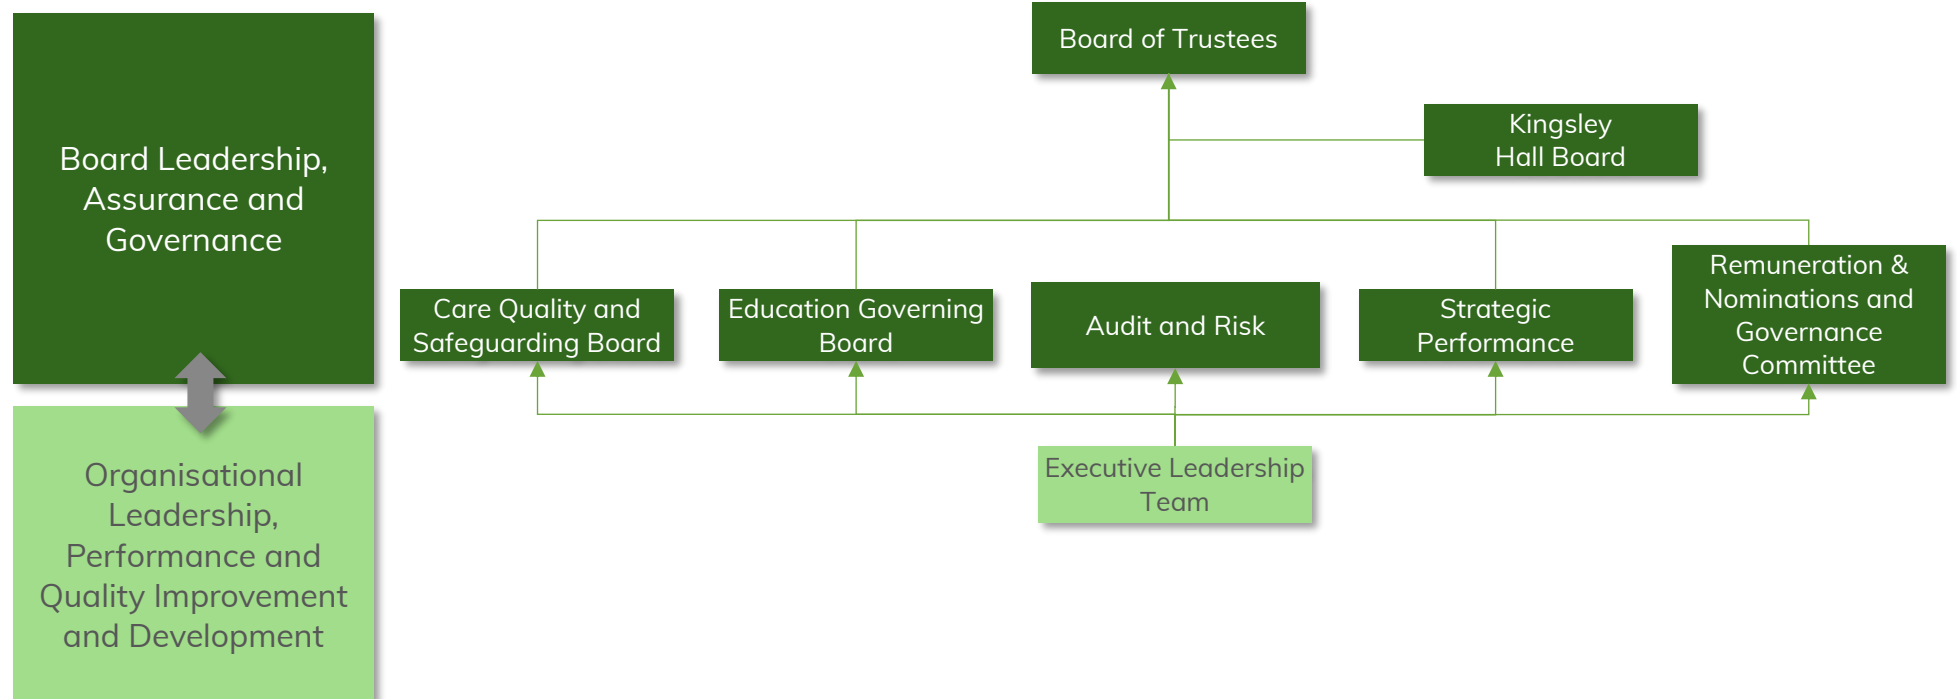 Board Leadership,
Assurance and
Governance
Organisational
Leadership,
Performance and
Quality Improvement
and Development
Board of Trustees
Kingsley
Hall Board
Care Quality and
Safeguarding Board
Education Governing
Board
Audit and Risk
Strategic
Performance
Remuneration &
Nominations and
Governance
Committee
Executive Leadership
Team